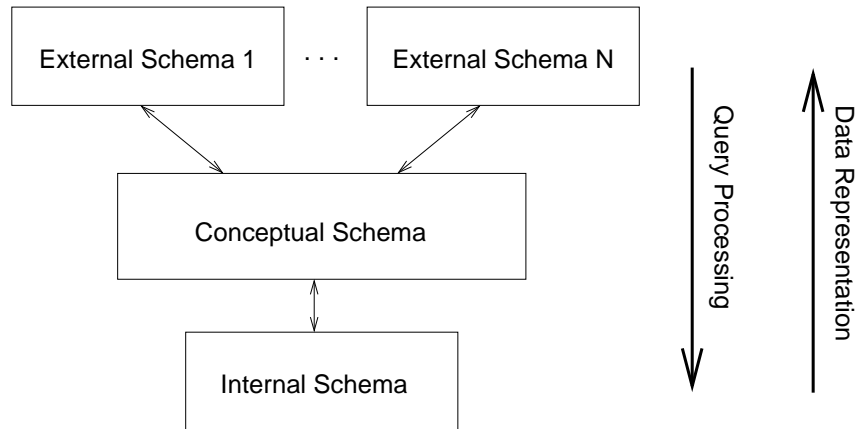 External Schema 1
. . .
External Schema N
Conceptual Schema
Internal Schema
Query Processing
Data Representation